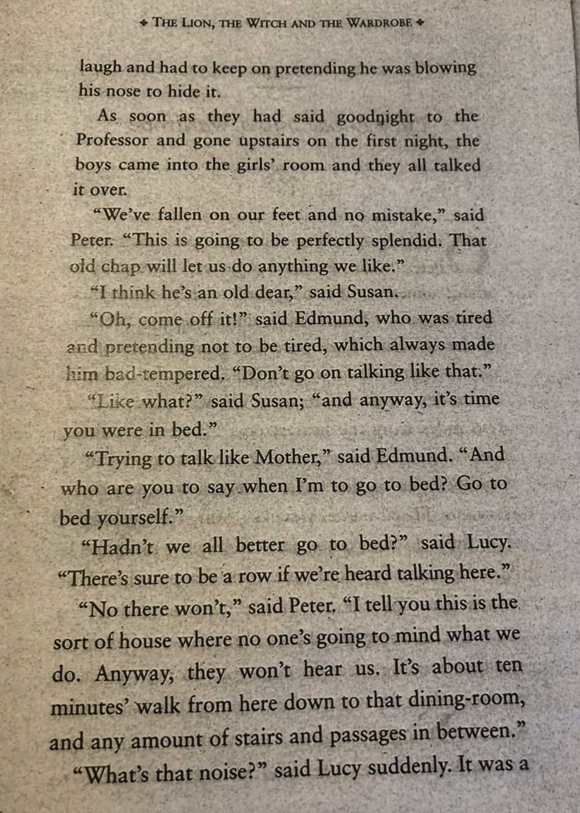 ✦ The Lion, the Witch and the Wardrobe ✦
laugh and had to keep on pretending he was blowing
his nose to hide it.
As soon as they had said goodnight to the
Professor and gone upstairs on the first night, the
boys came into the girls' room and they all talked
it over.
“We've fallen on our feet and no mistake,” said
Peter. “This is going to be perfectly splendid. That
old chap will let us do anything we like.”
“I think he's an old dear,” said Susan.
“Oh, come off it!” said Edmund, who was tired
and pretending not to be tired, which always made
him bad-tempered. “Don't go on talking like that.”
“Like what?” said Susan; “and anyway, it's time
you were in bed.”
“Trying to talk like Mother,” said Edmund. “And
who are you to say when I'm to go to bed? Go to
bed yourself.”
“Hadn't we all better go to bed?” said Lucy.
“There's sure to be a row if we're heard talking here.”
“No there won't,” said Peter. “I tell you this is the
sort of house where no one's going to mind what we
do. Anyway, they won't hear us. It's about ten
minutes' walk from here down to that dining-room,
and any amount of stairs and passages in between.”
“What's that noise?” said Lucy suddenly. It was a